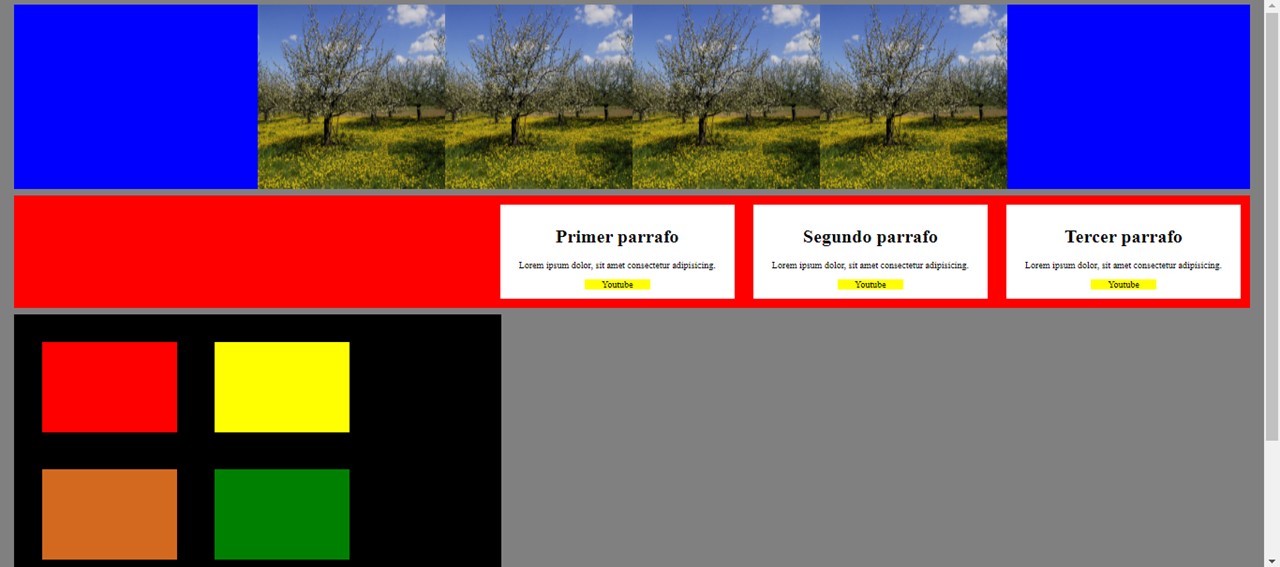 Primer parrafo
Lorem ipsum dolor, sit amet consectetur adipisicing.
Youtube
Segundo parrafo
Lorem ipsum dolor, sit amet consectetur adipisicing.
Youtube
Tercer parrafo
Lorem ipsum dolor, sit amet consectetur adipisicing.
Youtube